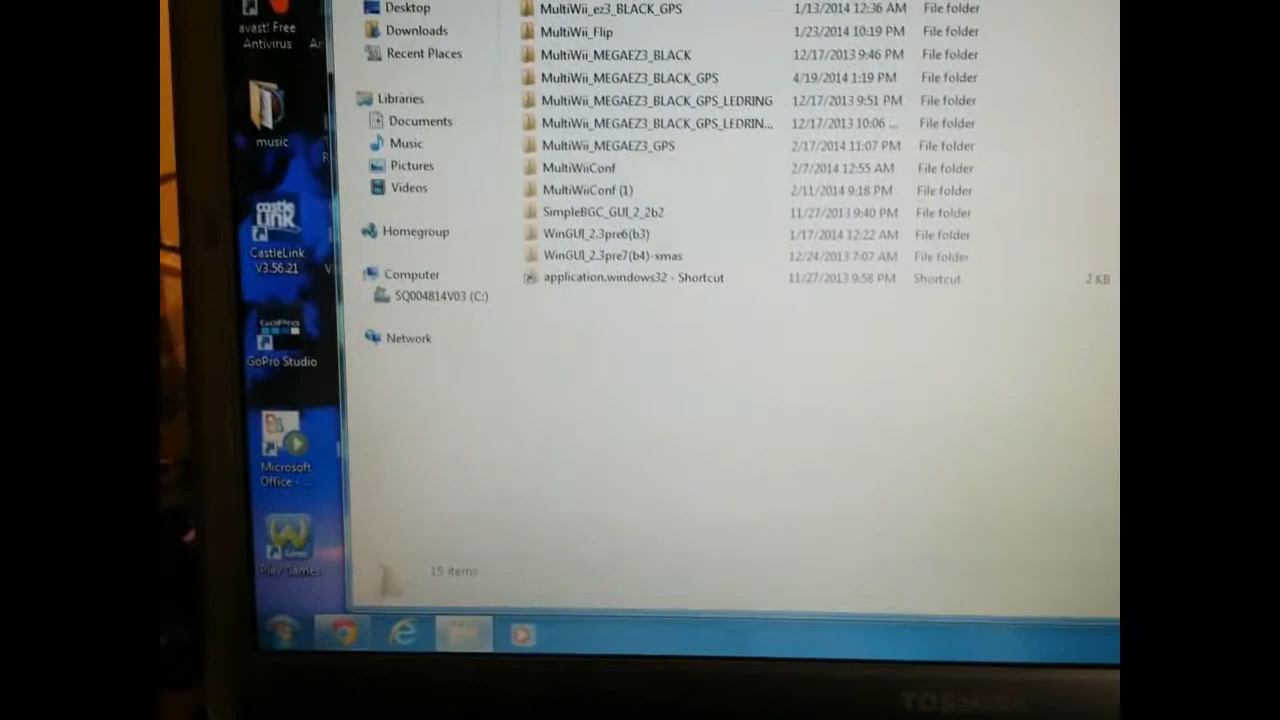 avast! Free
Antivirus
music
CASTLE
LINK
CastleLink
V3.56.21
GoPro
GoPro Studio
Microsoft
Office - ...
Games
Play Games
Desktop
Downloads
Recent Places
Libraries
Documents
Music
Pictures
Videos
Homegroup
Computer
SQ004814V03 (C:)
Network
MultiWii_ez3_BLACK_GPS 1/13/2014 12:36 AM File folder
MultiWii_Flip 1/23/2014 10:19 PM File folder
MultiWii_MEGAEZ3_BLACK 12/17/2013 9:46 PM File folder
MultiWii_MEGAEZ3_BLACK_GPS 4/19/2014 1:19 PM File folder
MultiWii_MEGAEZ3_BLACK_GPS_LEDRING 12/17/2013 9:51 PM File folder
MultiWii_MEGAEZ3_BLACK_GPS_LEDRIN... 12/17/2013 10:06 ... File folder
MultiWii_MEGAEZ3_GPS 2/17/2014 11:07 PM File folder
MultiWiiConf 2/7/2014 12:55 AM File folder
MultiWiiConf (1) 2/11/2014 9:18 PM File folder
SimpleBGC_GUI_2_2b2 11/27/2013 9:40 PM File folder
WinGUI_2.3pre6(b3) 1/17/2014 12:22 AM File folder
WinGUI_2.3pre7(b4)-xmas 12/24/2013 7:07 AM File folder
application.windows32 - Shortcut 11/27/2013 9:58 PM Shortcut 2 KB
15 items
TOSHIBA